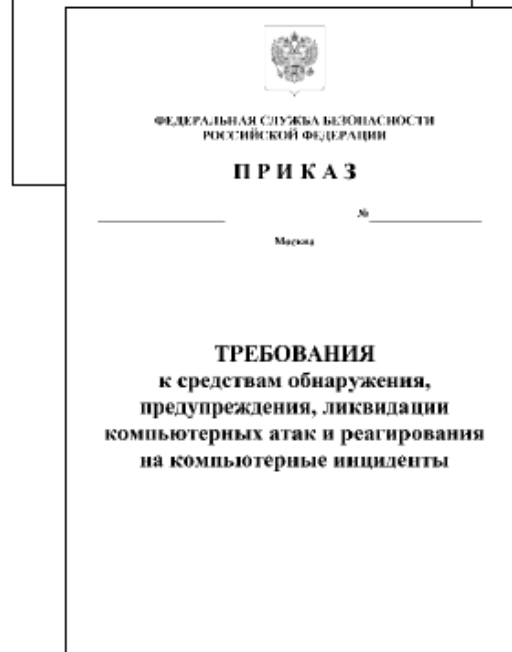 ФЕДЕРАЛЬНАЯ СЛУЖБА БЕЗОПАСНОСТИ
РОССИЙСКОЙ ФЕДЕРАЦИИ
ПРИКАЗ
№
Москва
ТРЕБОВАНИЯ
к средствам обнаружения,
предупреждения, ликвидации
компьютерных атак и реагирования
на компьютерные инциденты